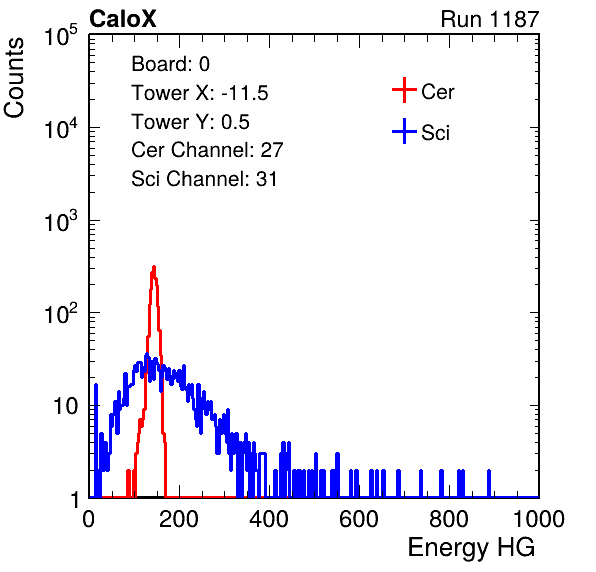 CaloX Run 1187
Counts
10^5
10^4
10^3
10^2
10
1
Board: 0
Tower X: -11.5
Tower Y: 0.5
Cer Channel: 27
Sci Channel: 31
Cer
Sci
0 200 400 600 800 1000
Energy HG